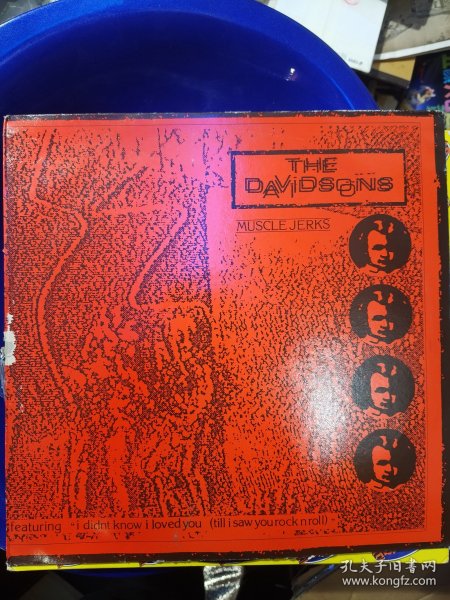 THE
DAVIDSONS
MUSCLE JERKS
featuring "i didnt know i loved you (till i saw you rock n roll)"
孔夫子旧书网
www.kongfz.com